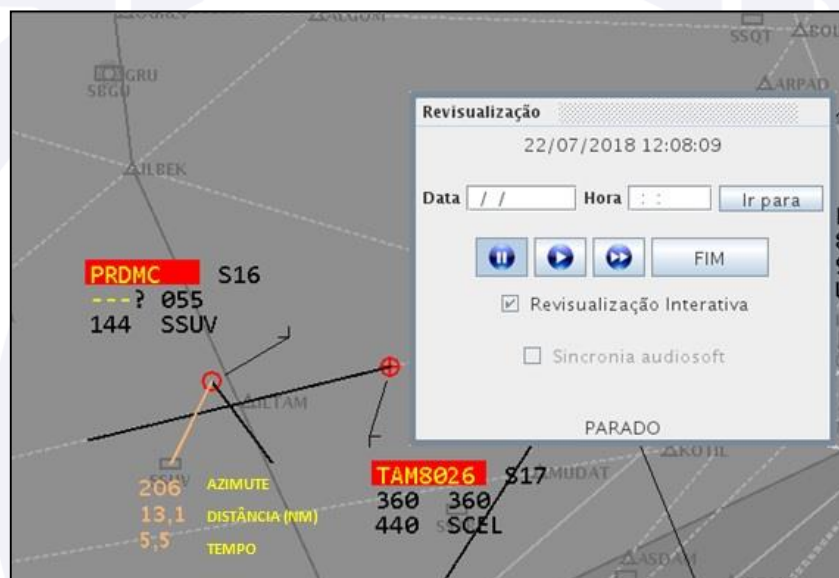 ALGOM
SSQT
BOL
GRU
SBGU
ARPAD
Revisualização
22/07/2018 12:08:09
Data / / Hora : : Ir para
FIM
Revisualização Interativa
Sincronia audiosoft
PARADO
ILBEK
PRDMC S16
---? 055
144 SSUV
ILTAM
SSUV
206 AZIMUTE
13,1 DISTÂNCIA (NM)
5,5 TEMPO
TAM8026 S17
360 360
440 SCEL
MUDAT
KOTIL
ASDAM